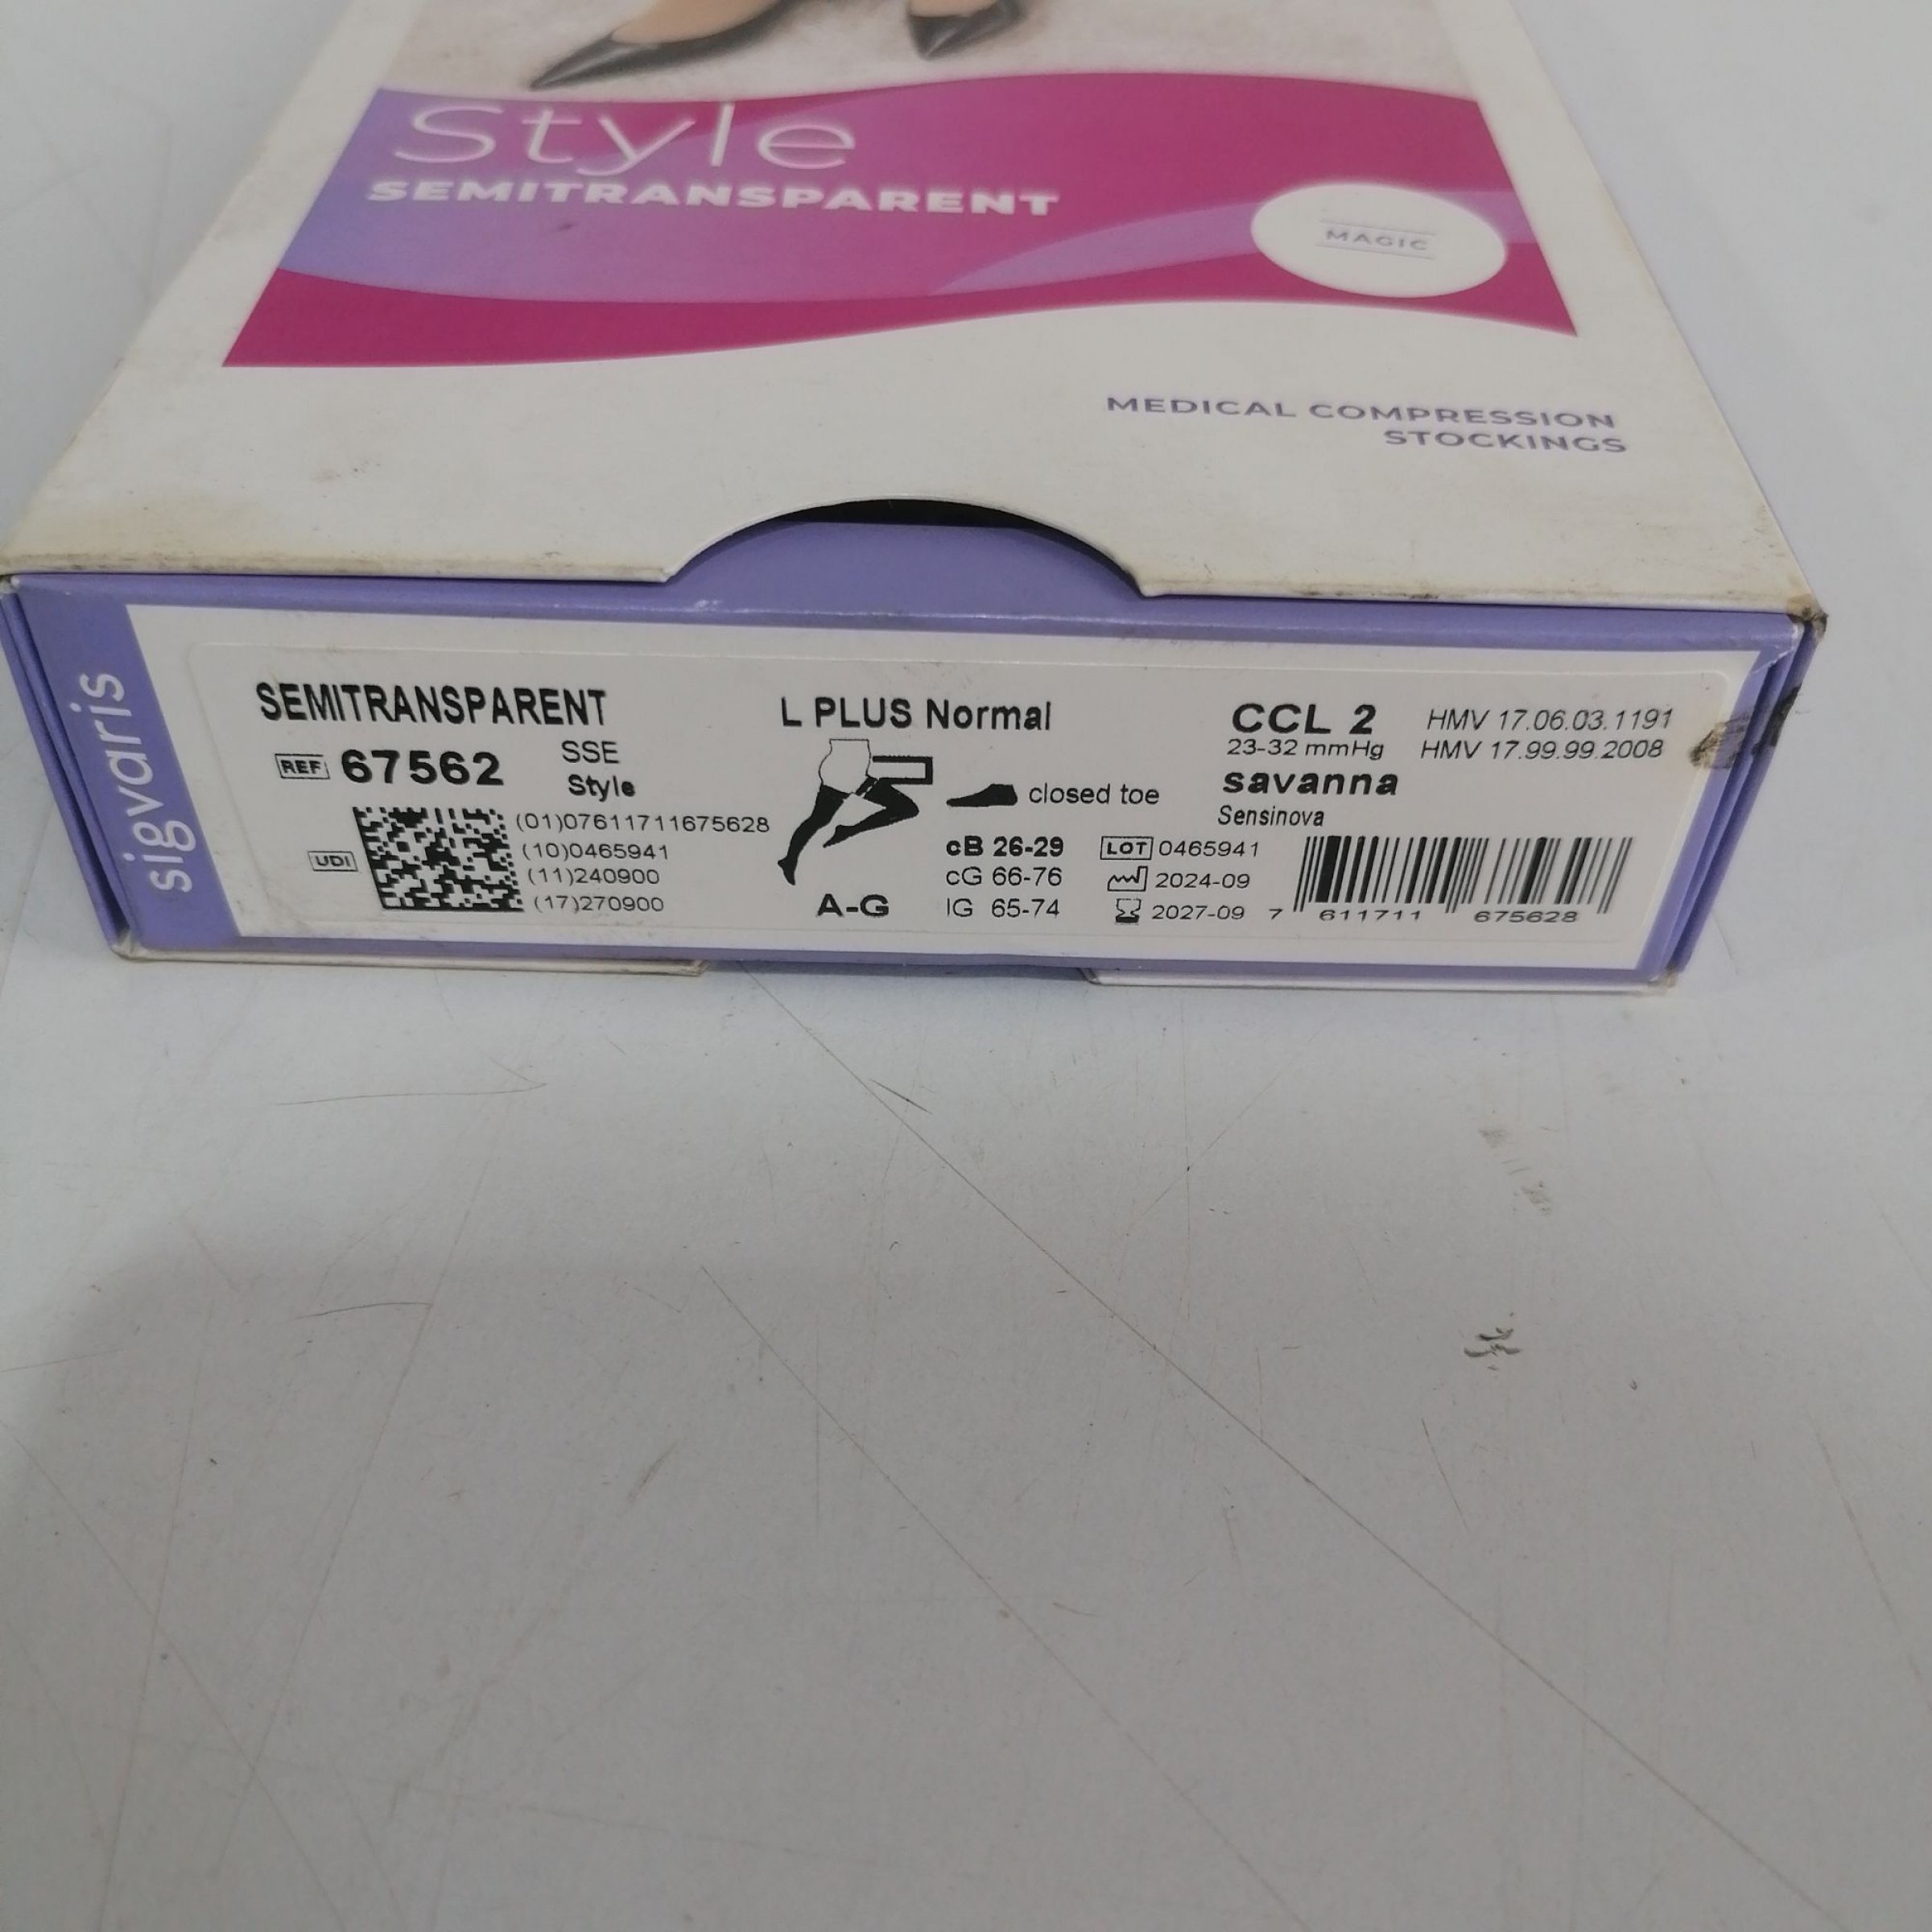 Style
SEMITRANSPARENT
MAGIC
MEDICAL COMPRESSION
STOCKINGS
sigvaris
SEMITRANSPARENT
REF 67562
SSE
Style
UDI
(01)07611711675628
(10)0465941
(11)240900
(17)270900
L PLUS Normal
closed toe
A-G
cB 26-29
cG 66-76
lG 65-74
CCL 2
23-32 mmHg
savanna
Sensinova
HMV 17.06.03.1191
HMV 17.99.99.2008
LOT 0465941
2024-09
2027-09
7 611711 675628